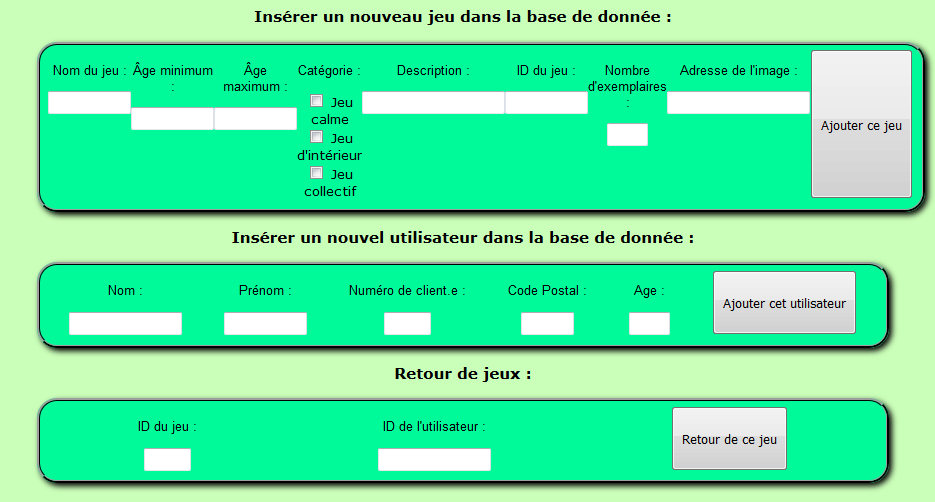 Insérer un nouveau jeu dans la base de donnée :
Nom du jeu :
Âge minimum
:
Âge
maximum :
Catégorie :
Jeu
calme
Jeu
d'intérieur
Jeu
collectif
Description :
ID du jeu :
Nombre
d'exemplaires
:
Adresse de l'image :
Ajouter ce jeu
Insérer un nouvel utilisateur dans la base de donnée :
Nom :
Prénom :
Numéro de client.e :
Code Postal :
Age :
Ajouter cet utilisateur
Retour de jeux :
ID du jeu :
ID de l'utilisateur :
Retour de ce jeu